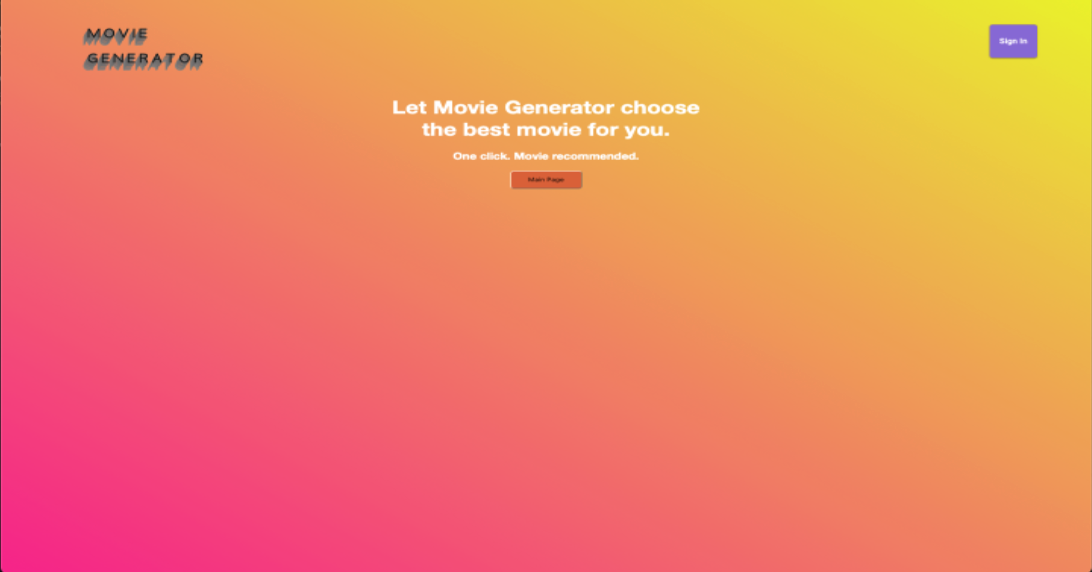 MOVIE
GENERATOR
Sign In
Let Movie Generator choose
the best movie for you.
One click. Movie recommended.
Main Page